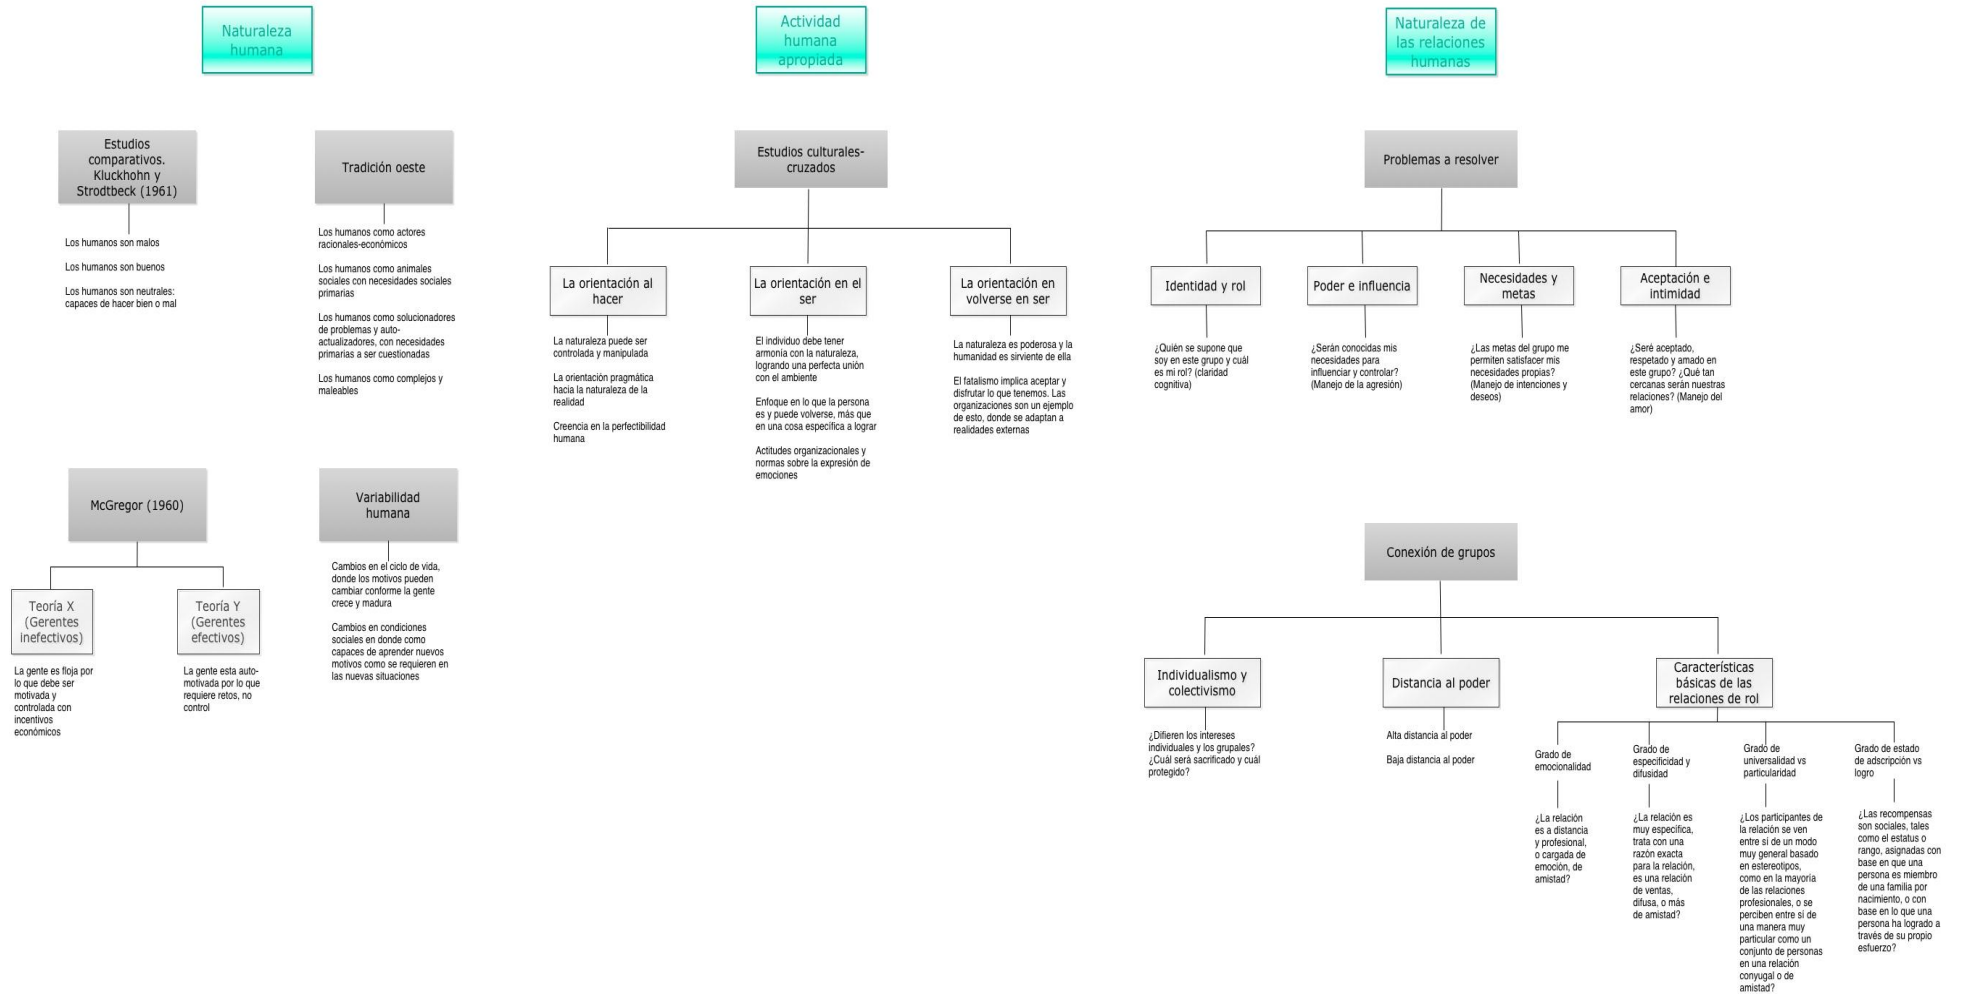 Naturaleza
humana
Actividad
humana
apropiada
Naturaleza de
las relaciones
humanas
Estudios
comparativos.
Kluckhohn y
Strodtbeck (1961)
Los humanos son malos
Los humanos son buenos
Los humanos son neutrales:
capaces de hacer bien o mal
Tradición oeste
Los humanos como actores
racionales-económicos
Los humanos como animales
sociales con necesidades sociales
primarias
Los humanos como solucionadores
de problemas y auto-
actualizadores, con necesidades
primarias a ser cuestionadas
Los humanos como complejos y
maleables
McGregor (1960)
Teoría X
(Gerentes
inefectivos)
La gente es floja por
lo que debe ser
motivada y
controlada con
incentivos
económicos
Teoría Y
(Gerentes
efectivos)
La gente esta auto-
motivada por lo que
requiere retos, no
control
Variabilidad
humana
Cambios en el ciclo de vida,
donde los motivos pueden
cambiar conforme la gente
crece y madura
Cambios en condiciones
sociales en donde como
capaces de aprender nuevos
motivos como se requieren en
las nuevas situaciones
Estudios culturales-
cruzados
La orientación al
hacer
La naturaleza puede ser
controlada y manipulada
La orientación pragmática
hacia la naturaleza de la
realidad
Creencia en la perfectibilidad
humana
La orientación en el
ser
El individuo debe tener
armonía con la naturaleza,
logrando una perfecta unión
con el ambiente
Enfoque en lo que la persona
es y puede volverse, más que
en una cosa específica a lograr
Actitudes organizacionales y
normas sobre la expresión de
emociones
La orientación en
volverse en ser
La naturaleza es poderosa y la
humanidad es sirviente de ella
El fatalismo implica aceptar y
disfrutar lo que tenemos. Las
organizaciones son un ejemplo
de esto, donde se adaptan a
realidades externas
Problemas a resolver
Identidad y rol
¿Quién se supone que
soy en este grupo y cuál
es mi rol? (claridad
cognitiva)
Poder e influencia
¿Serán conocidas mis
necesidades para
influenciar y controlar?
(Manejo de la agresión)
Necesidades y
metas
¿Las metas del grupo me
permiten satisfacer mis
necesidades propias?
(Manejo de intenciones y
deseos)
Aceptación e
intimidad
¿Seré aceptado,
respetado y amado en
este grupo? ¿Qué tan
cercanas serán nuestras
relaciones? (Manejo del
amor)
Conexión de grupos
Individualismo y
colectivismo
¿Difieren los intereses
individuales y los grupales?
¿Cuál será sacrificado y cuál
protegido?
Distancia al poder
Alta distancia al poder
Baja distancia al poder
Características
básicas de las
relaciones de rol
Grado de
emocionalidad
¿La relación
es a distancia
y profesional,
o cargada de
emoción, de
amistad?
Grado de
especificidad y
difusidad
¿La relación es
muy específica,
trata con una
razón exacta
para la relación,
es una relación
de ventas,
difusa, o más
de amistad?
Grado de
universalidad vs
particularidad
¿Los participantes de
la relación se ven
entre sí de un modo
muy general basado
en estereotipos,
como en la mayoría
de las relaciones
profesionales, o se
perciben entre sí de
una manera muy
particular como un
conjunto de personas
en una relación
conyugal o de
amistad?
Grado de estado
de adscripción vs
logro
¿Las recompensas
son sociales, tales
como el estatus o
rango, asignadas con
base en que una
persona es miembro
de una familia por
nacimiento, o con
base en lo que una
persona ha logrado a
través de su propio
esfuerzo?